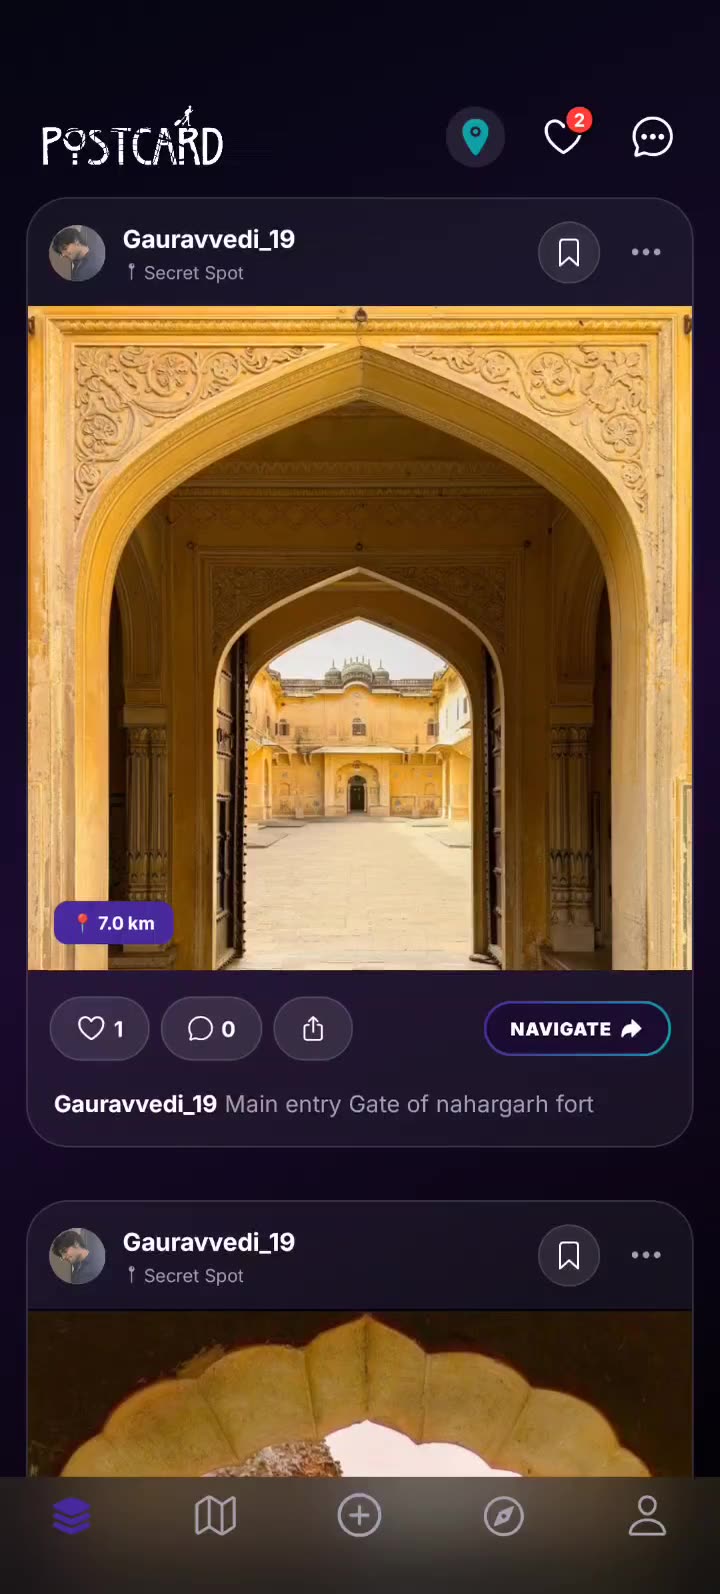 POSTCARD
2
Gauravvedi_19
Secret Spot
7.0 km
1
0
NAVIGATE
Gauravvedi_19 Main entry Gate of nahargarh fort
Gauravvedi_19
Secret Spot